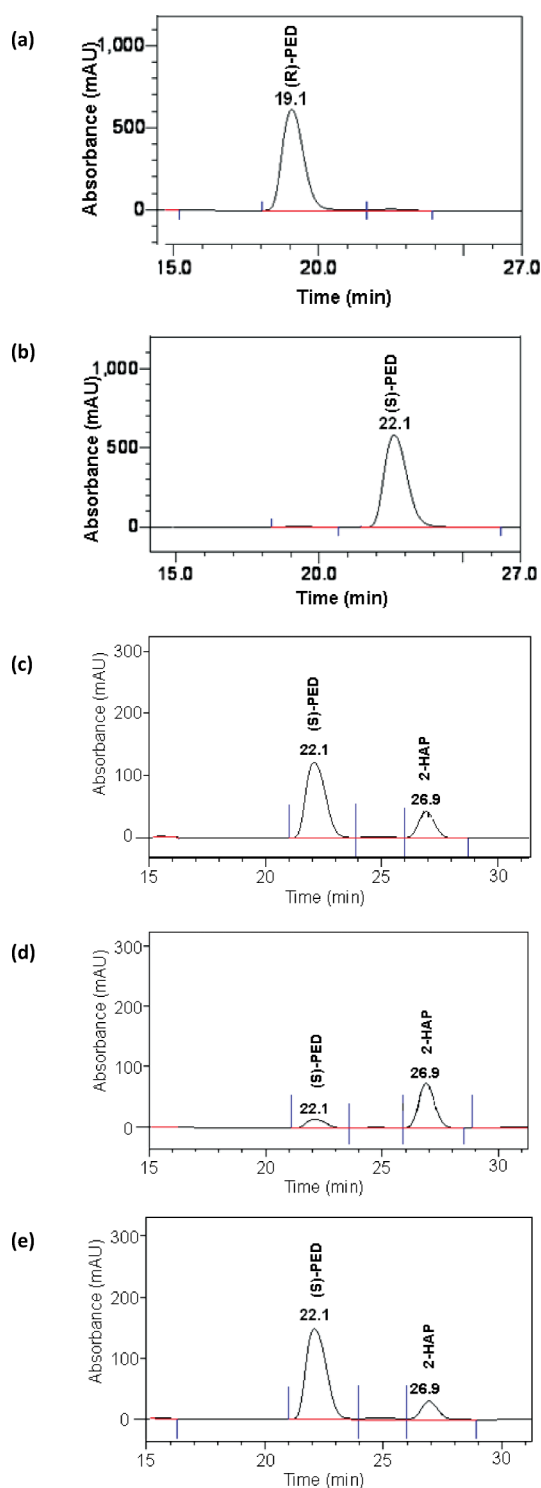 (a)
Absorbance (mAU)
1,000
500
0
(R)-PED
19.1
15.0 20.0 27.0
Time (min)
(b)
Absorbance (mAU)
1,000
500
0
(S)-PED
22.1
15.0 20.0 27.0
Time (min)
(c)
Absorbance (mAU)
300
200
100
0
(S)-PED
22.1
2-HAP
26.9
15 20 25 30
Time (min)
(d)
Absorbance (mAU)
300
200
100
0
(S)-PED
22.1
2-HAP
26.9
15 20 25 30
Time (min)
(e)
Absorbance (mAU)
300
200
100
0
(S)-PED
22.1
2-HAP
26.9
15 20 25 30
Time (min)